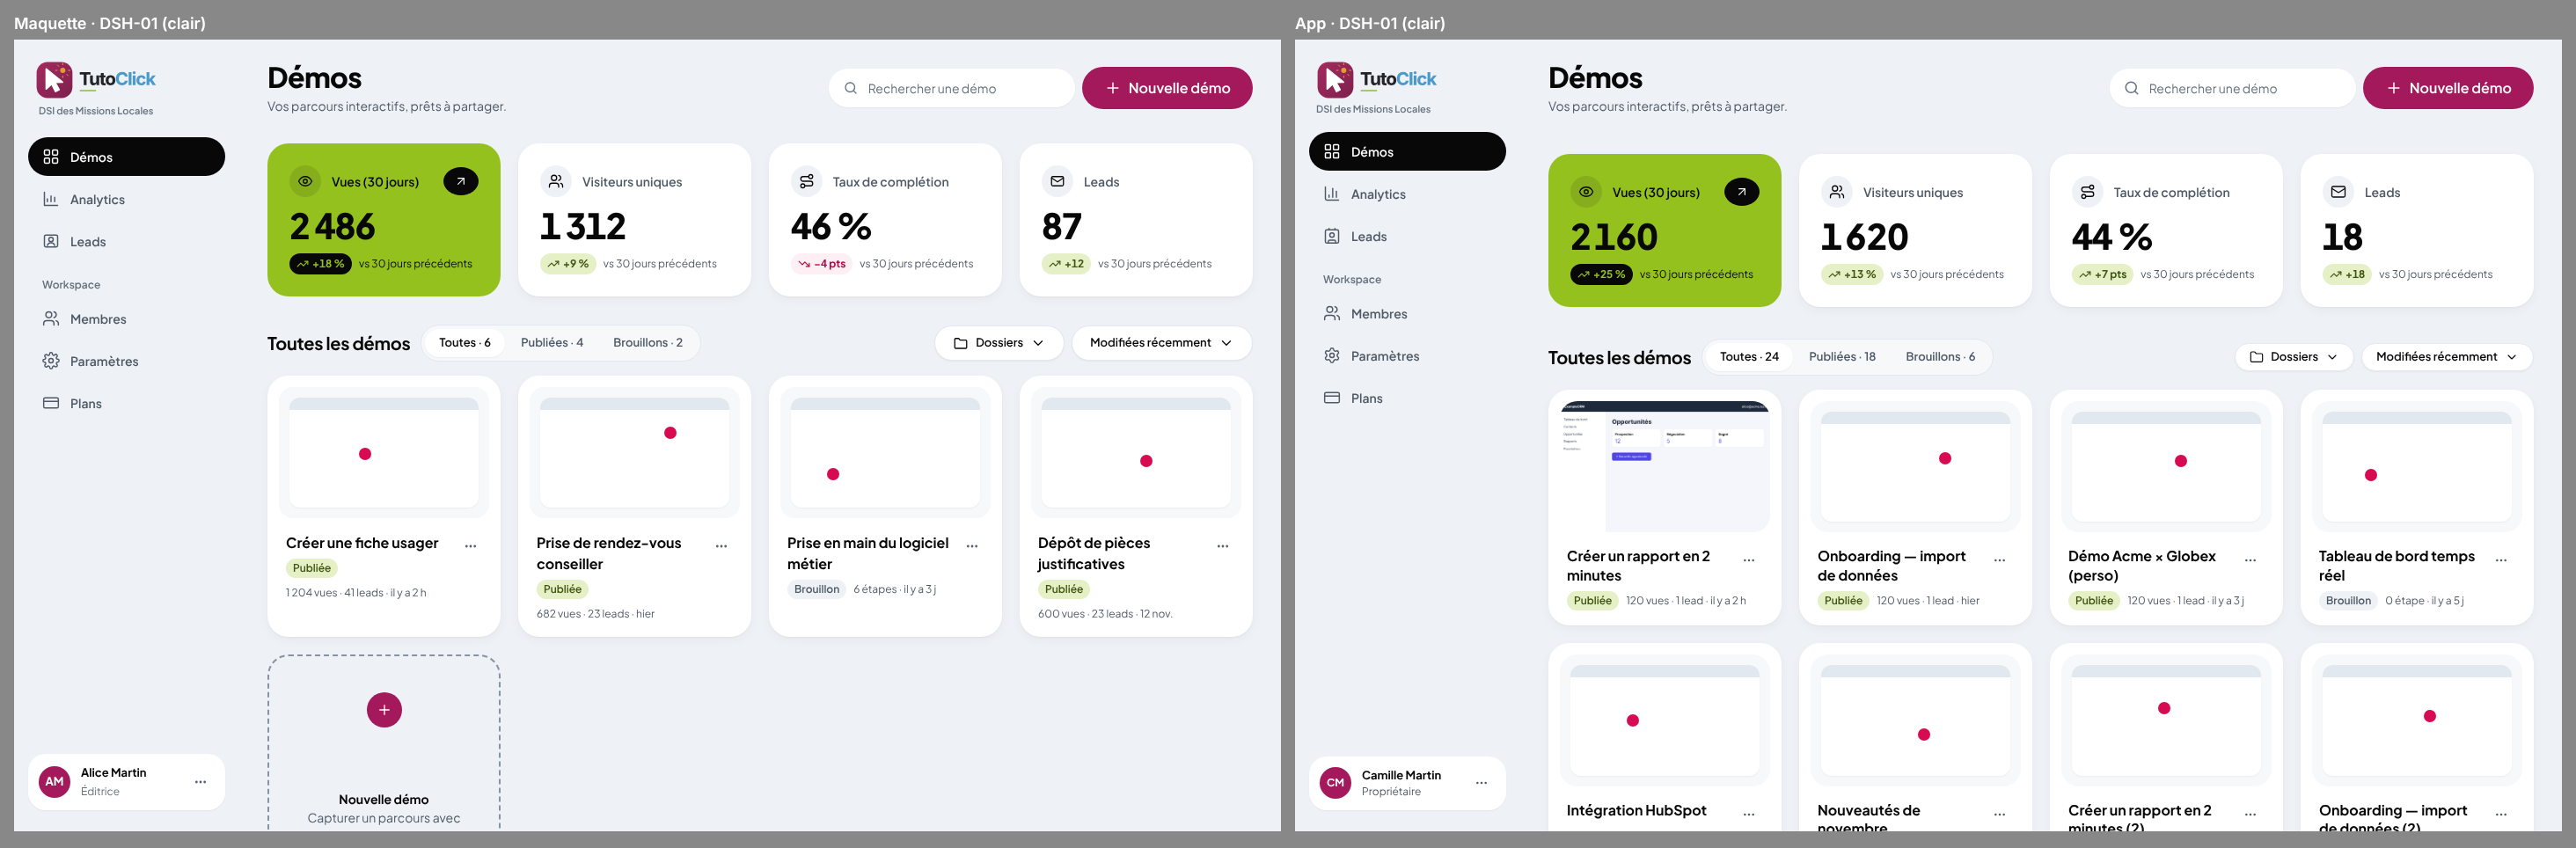 Maquette · DSH-01 (clair)
TutoClick
DSI des Missions Locales
Démos
Analytics
Leads
Workspace
Membres
Paramètres
Plans
AM
Alice Martin
Éditrice
Démos
Vos parcours interactifs, prêts à partager.
Rechercher une démo
Nouvelle démo
Vues (30 jours)
2 486
+18 %
vs 30 jours précédents
Visiteurs uniques
1 312
+9 %
vs 30 jours précédents
Taux de complétion
46 %
-4 pts
vs 30 jours précédents
Leads
87
+12
vs 30 jours précédents
Toutes les démos
Toutes · 6
Publiées · 4
Brouillons · 2
Dossiers
Modifiées récemment
Créer une fiche usager
Publiée
1 204 vues · 41 leads · il y a 2 h
Prise de rendez-vous
conseiller
Publiée
682 vues · 23 leads · hier
Prise en main du logiciel
métier
Brouillon
6 étapes · il y a 3 j
Dépôt de pièces
justificatives
Publiée
600 vues · 23 leads · 12 nov.
Nouvelle démo
Capturer un parcours avec
App · DSH-01 (clair)
TutoClick
DSI des Missions Locales
Démos
Analytics
Leads
Workspace
Membres
Paramètres
Plans
CM
Camille Martin
Propriétaire
Démos
Vos parcours interactifs, prêts à partager.
Rechercher une démo
Nouvelle démo
Vues (30 jours)
2 160
+25 %
vs 30 jours précédents
Visiteurs uniques
1 620
+13 %
vs 30 jours précédents
Taux de complétion
44 %
+7 pts
vs 30 jours précédents
Leads
18
+18
vs 30 jours précédents
Toutes les démos
Toutes · 24
Publiées · 18
Brouillons · 6
Dossiers
Modifiées récemment
Opportunités
Créer un rapport en 2
minutes
Publiée
120 vues · 1 lead · il y a 2 h
Onboarding — import
de données
Publiée
120 vues · 1 lead · hier
Démo Acme × Globex
(perso)
Publiée
120 vues · 1 lead · il y a 3 j
Tableau de bord temps
réel
Brouillon
0 étape · il y a 5 j
Intégration HubSpot
Nouveautés de
novembre
Créer un rapport en 2
minutes (2)
Onboarding — import
de données (2)